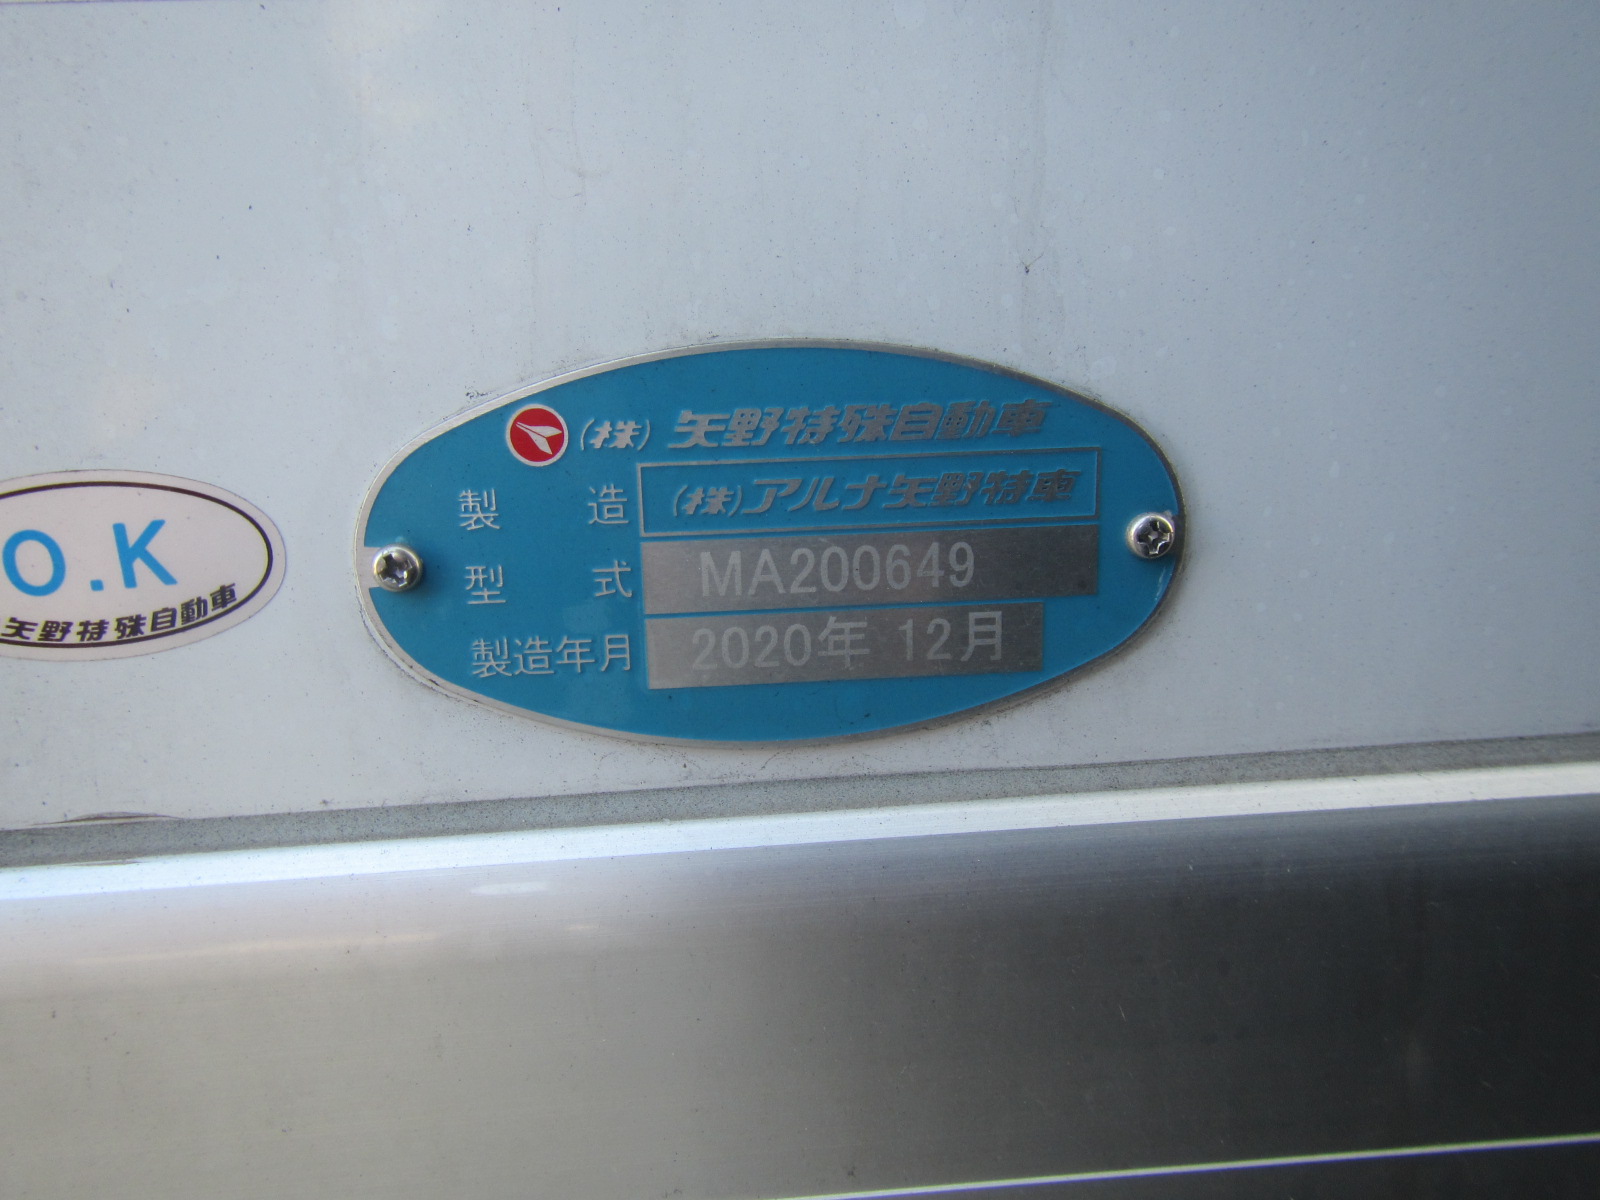 (株) 矢野特殊自動車
製造 (株)アルナ矢野特車
型式 MA200649
製造年月 2020年 12月
O.K
矢野特殊自動車